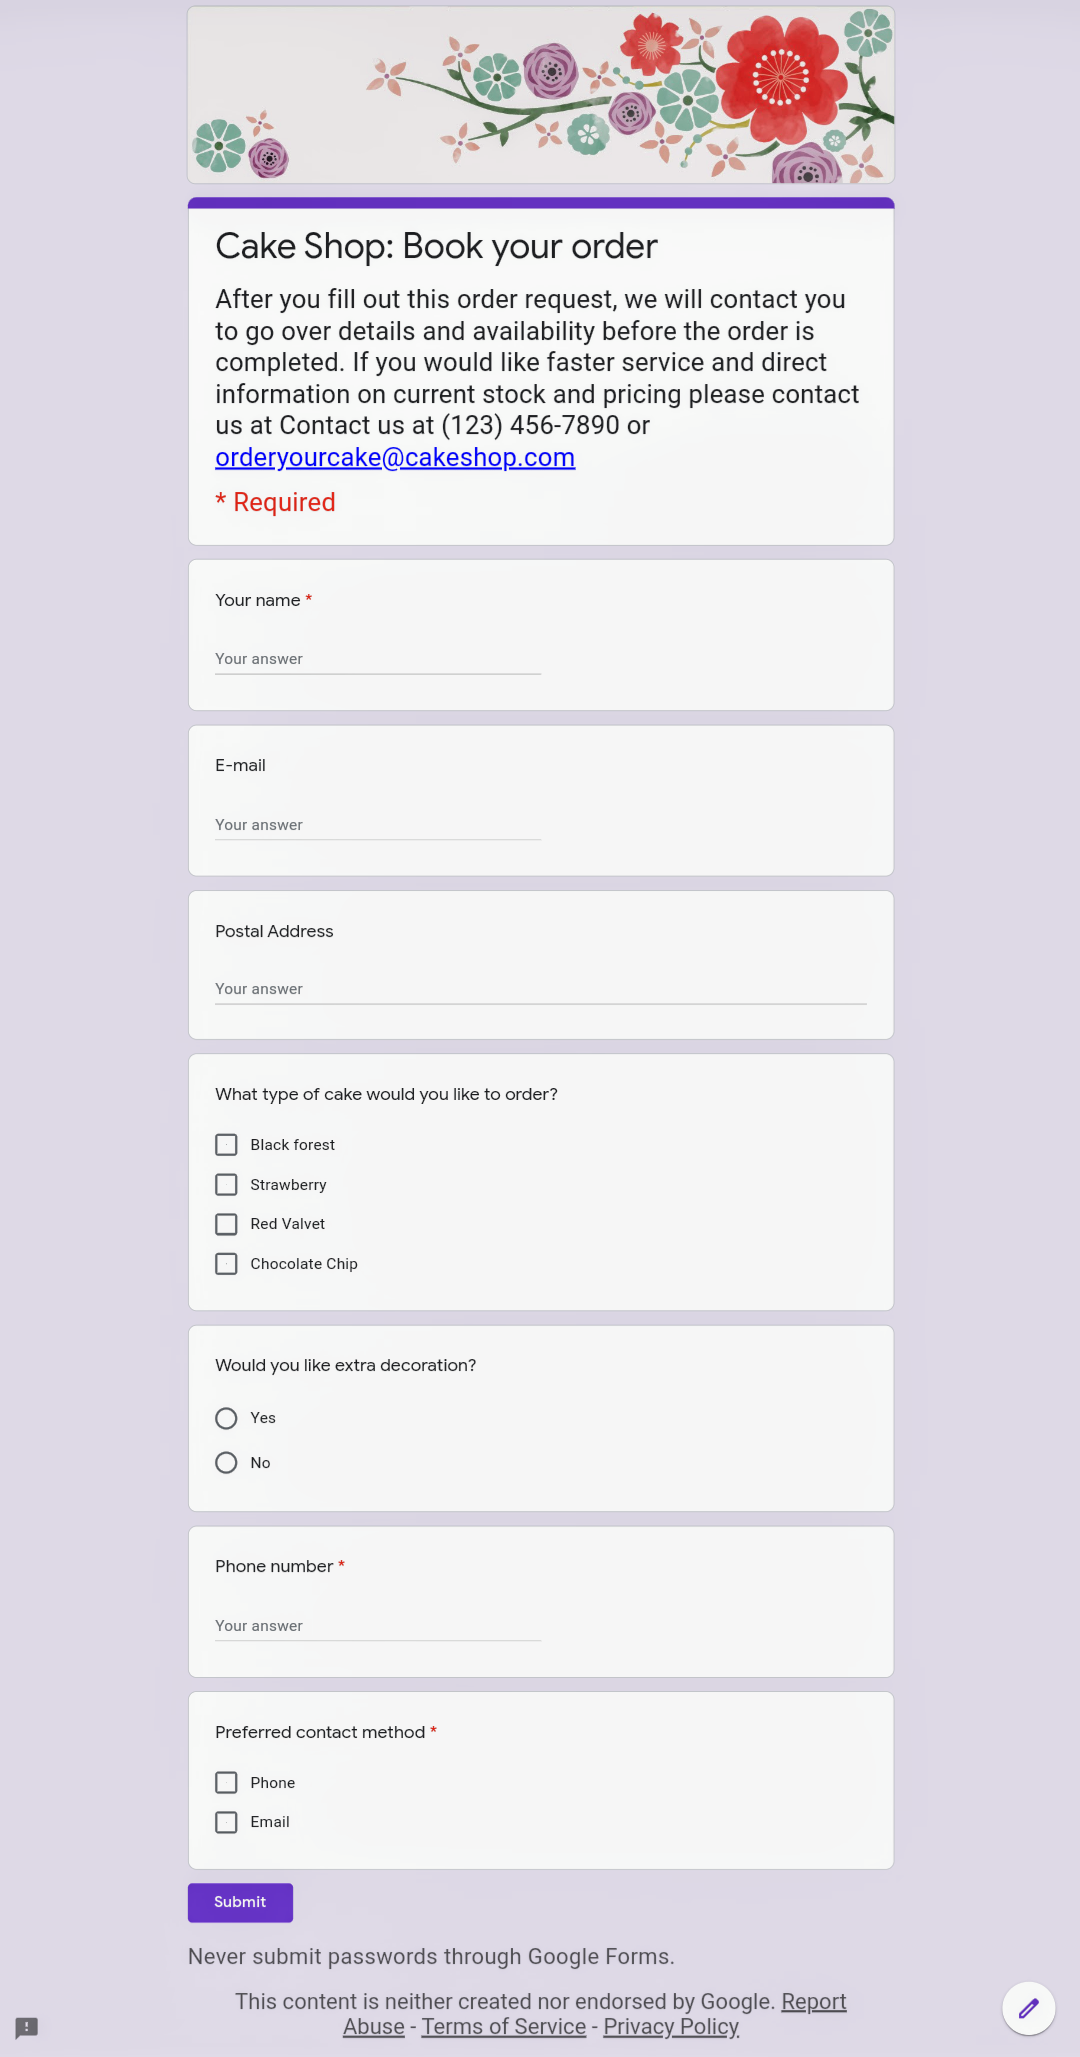 Cake Shop: Book your order
After you fill out this order request, we will contact you
to go over details and availability before the order is
completed. If you would like faster service and direct
information on current stock and pricing please contact
us at Contact us at (123) 456-7890 or
orderyourcake@cakeshop.com
* Required
Your name *
Your answer
E-mail
Your answer
Postal Address
Your answer
What type of cake would you like to order?
Black forest
Strawberry
Red Valvet
Chocolate Chip
Would you like extra decoration?
Yes
No
Phone number *
Your answer
Preferred contact method *
Phone
Email
Submit
Never submit passwords through Google Forms.
This content is neither created nor endorsed by Google. Report
Abuse - Terms of Service - Privacy Policy